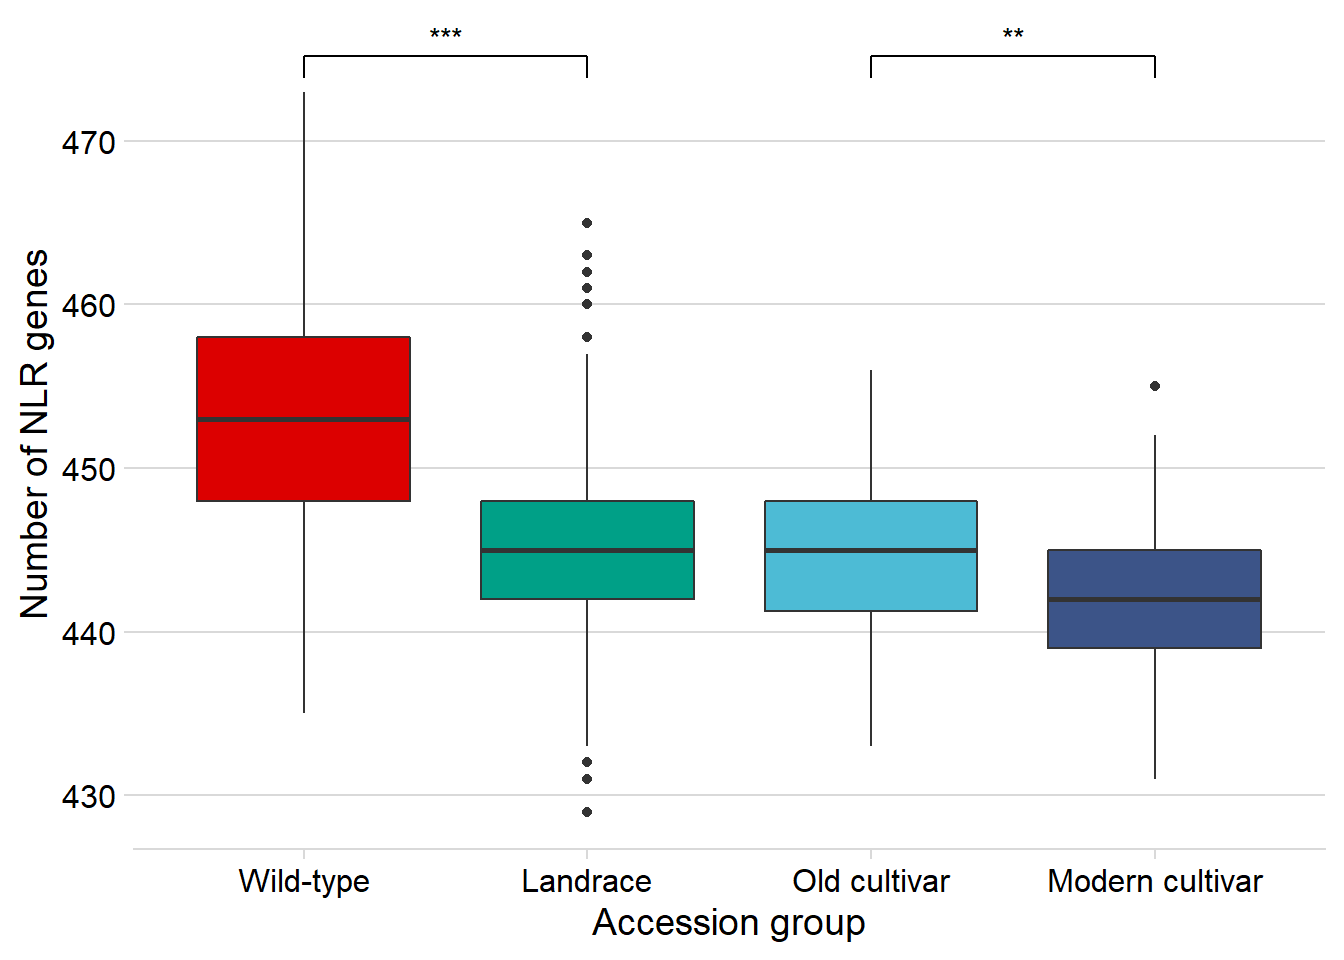 ***
**
470
460
450
440
430
Number of NLR genes
Wild-type
Landrace
Old cultivar
Modern cultivar
Accession group